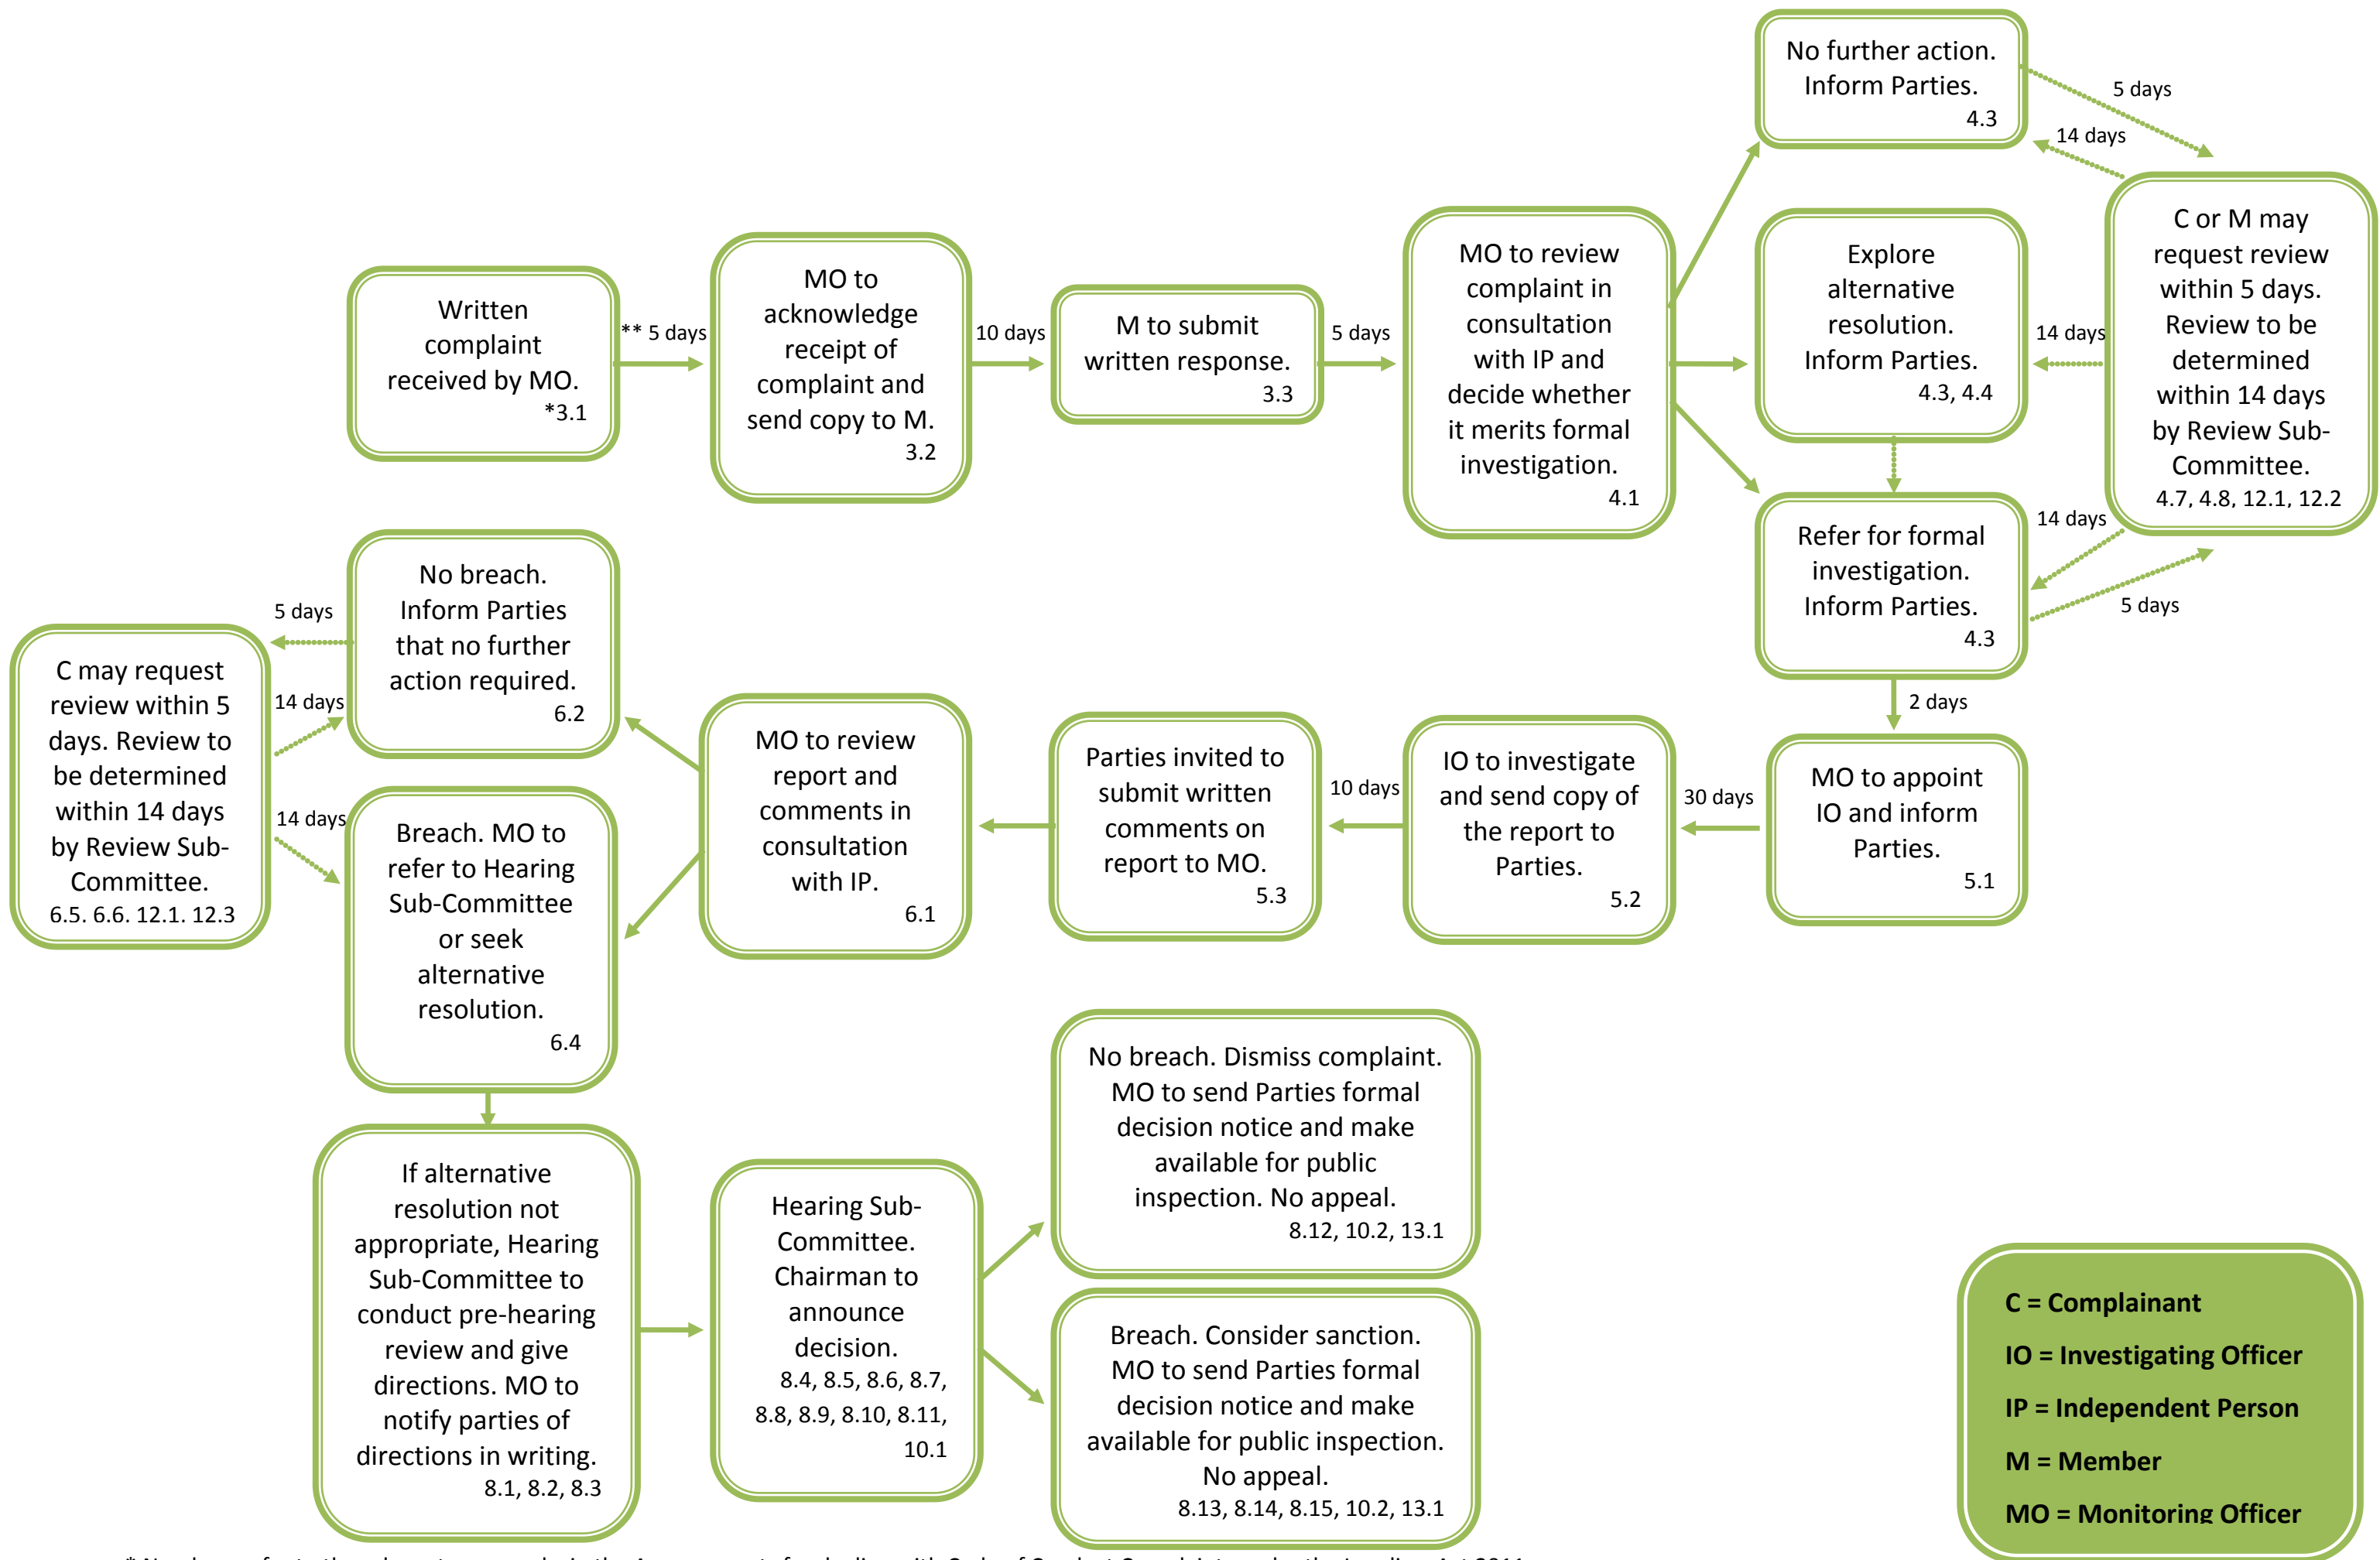 No further action.
Inform Parties.
4.3
5 days
14 days
C or M may
request review
within 5 days.
Review to be
determined
within 14 days
by Review Sub-
Committee.
4.7, 4.8, 12.1, 12.2
Written
complaint
received by MO.
*3.1
** 5 days
MO to
acknowledge
receipt of
complaint and
send copy to M.
3.2
10 days
M to submit
written response.
3.3
5 days
MO to review
complaint in
consultation
with IP and
decide whether
it merits formal
investigation.
4.1
Explore
alternative
resolution.
Inform Parties.
4.3, 4.4
14 days
Refer for formal
investigation.
Inform Parties.
4.3
14 days
5 days
2 days
MO to appoint
IO and inform
Parties.
5.1
30 days
IO to investigate
and send copy of
the report to
Parties.
5.2
10 days
Parties invited to
submit written
comments on
report to MO.
5.3
MO to review
report and
comments in
consultation
with IP.
6.1
No breach.
Inform Parties
that no further
action required.
6.2
5 days
14 days
14 days
C may request
review within 5
days. Review to
be determined
within 14 days
by Review Sub-
Committee.
6.5. 6.6. 12.1. 12.3
Breach. MO to
refer to Hearing
Sub-Committee
or seek
alternative
resolution.
6.4
If alternative
resolution not
appropriate, Hearing
Sub-Committee to
conduct pre-hearing
review and give
directions. MO to
notify parties of
directions in writing.
8.1, 8.2, 8.3
Hearing Sub-
Committee.
Chairman to
announce
decision.
8.4, 8.5, 8.6, 8.7,
8.8, 8.9, 8.10, 8.11,
10.1
No breach. Dismiss complaint.
MO to send Parties formal
decision notice and make
available for public
inspection. No appeal.
8.12, 10.2, 13.1
Breach. Consider sanction.
MO to send Parties formal
decision notice and make
available for public inspection.
No appeal.
8.13, 8.14, 8.15, 10.2, 13.1
C = Complainant
IO = Investigating Officer
IP = Independent Person
M = Member
MO = Monitoring Officer